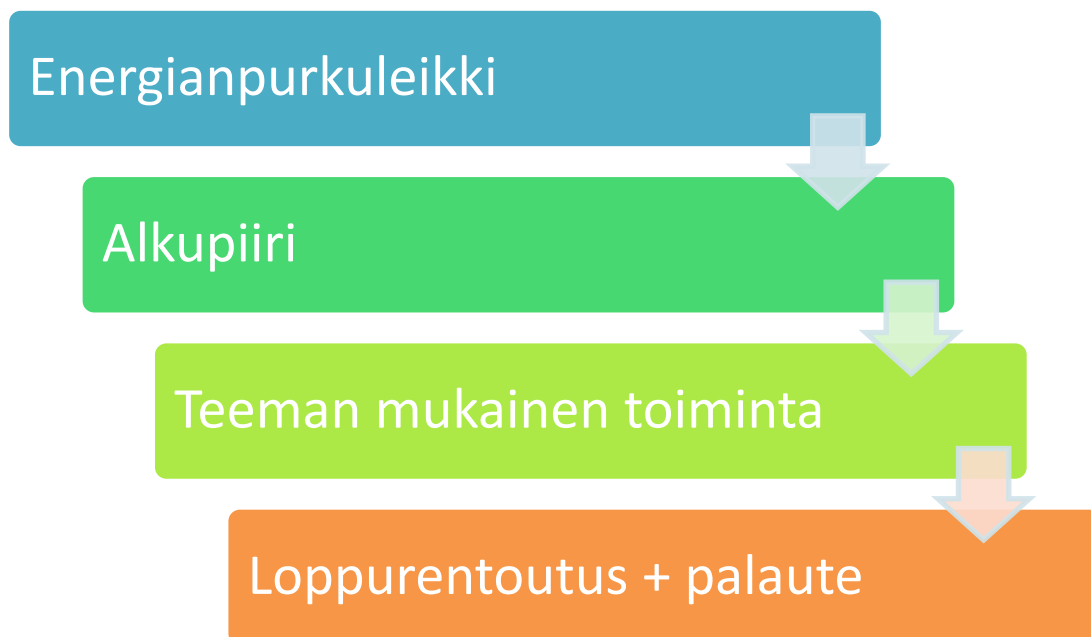 Energianpurkuleikki
Alkupiiri
Teeman mukainen toiminta
Loppurentoutus + palaute